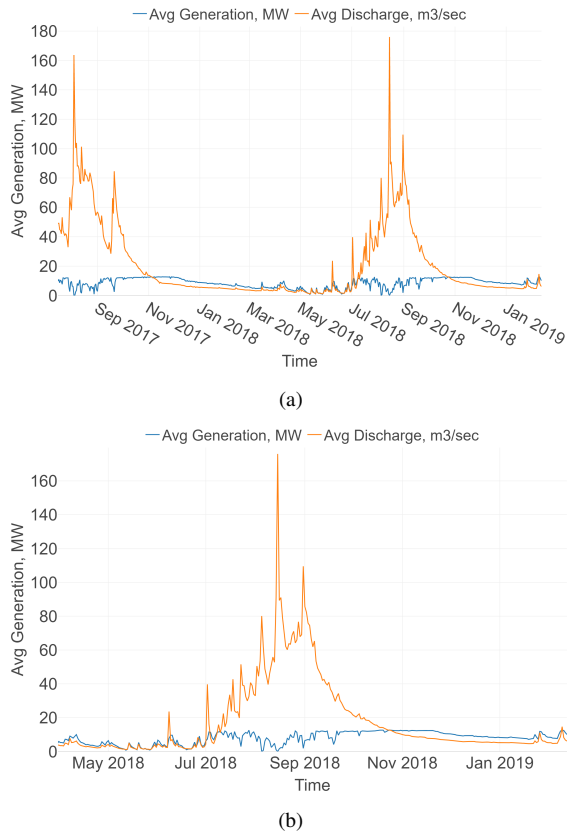 Avg Generation, MW Avg Discharge, m3/sec
Avg Generation, MW
180
160
140
120
100
80
60
40
20
0
Sep 2017 Nov 2017 Jan 2018 Mar 2018 May 2018 Jul 2018 Sep 2018 Nov 2018 Jan 2019
Time
(a)
Avg Generation, MW Avg Discharge, m3/sec
Avg Generation, MW
160
140
120
100
80
60
40
20
0
May 2018 Jul 2018 Sep 2018 Nov 2018 Jan 2019
Time
(b)